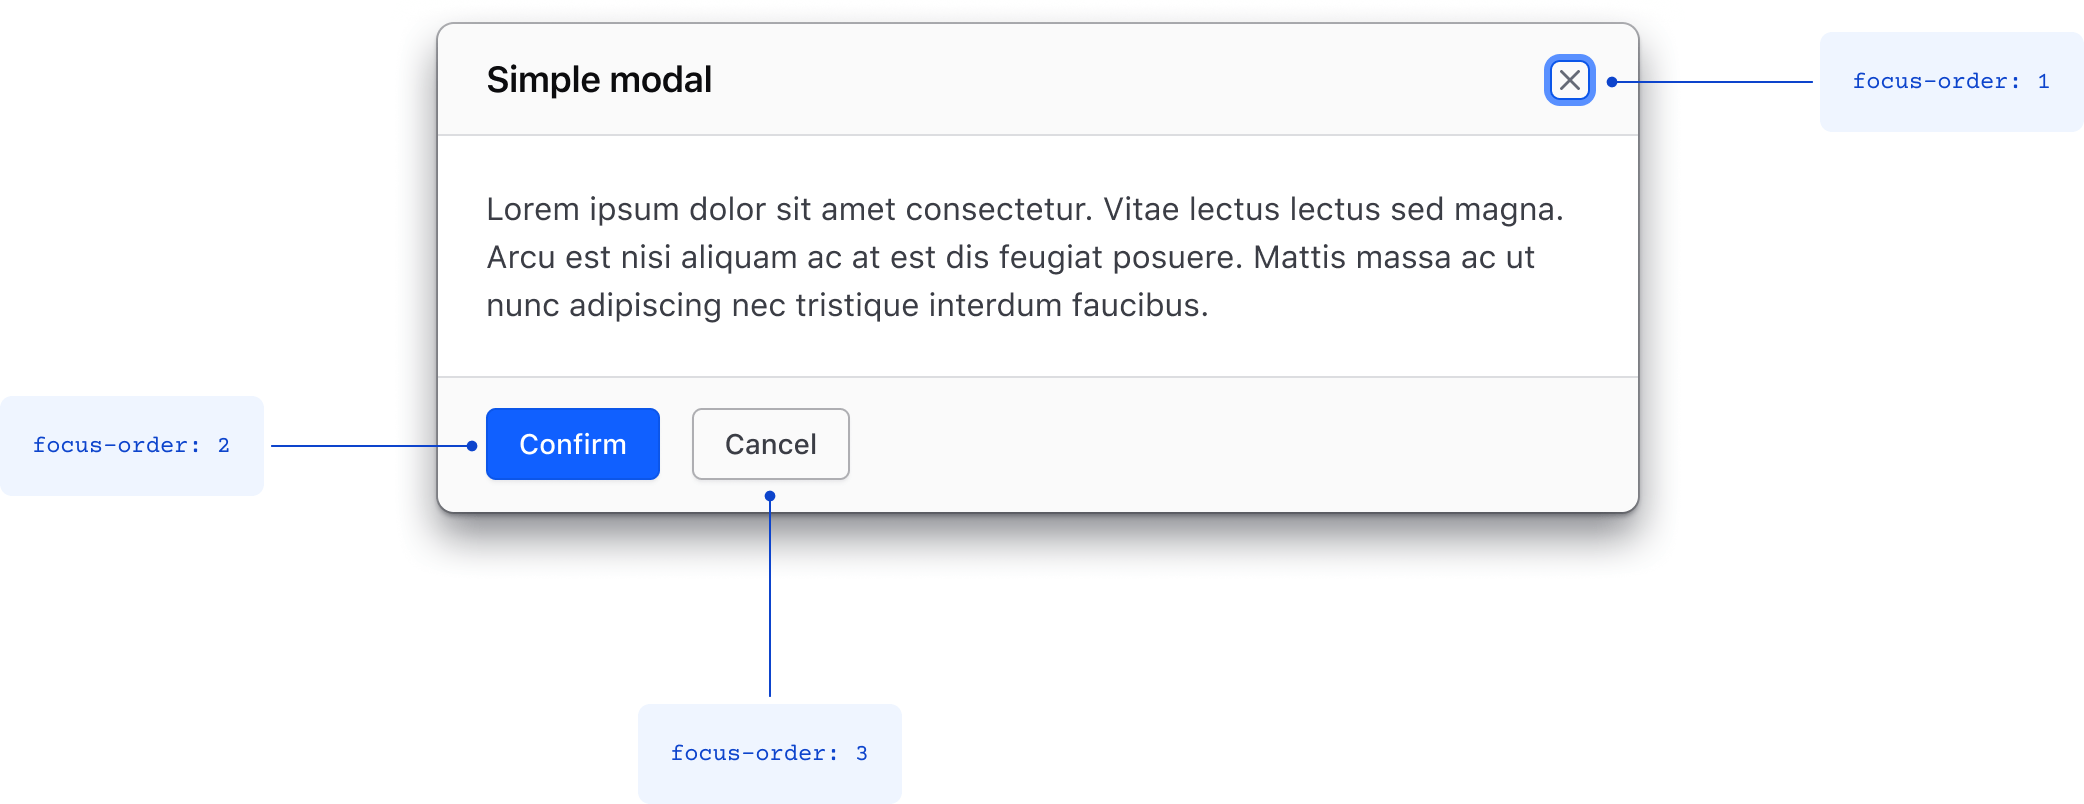 Simple modal
focus-order: 1
Lorem ipsum dolor sit amet consectetur. Vitae lectus lectus sed magna.
Arcu est nisi aliquam ac at est dis feugiat posuere. Mattis massa ac ut
nunc adipiscing nec tristique interdum faucibus.
focus-order: 2
Confirm
Cancel
focus-order: 3